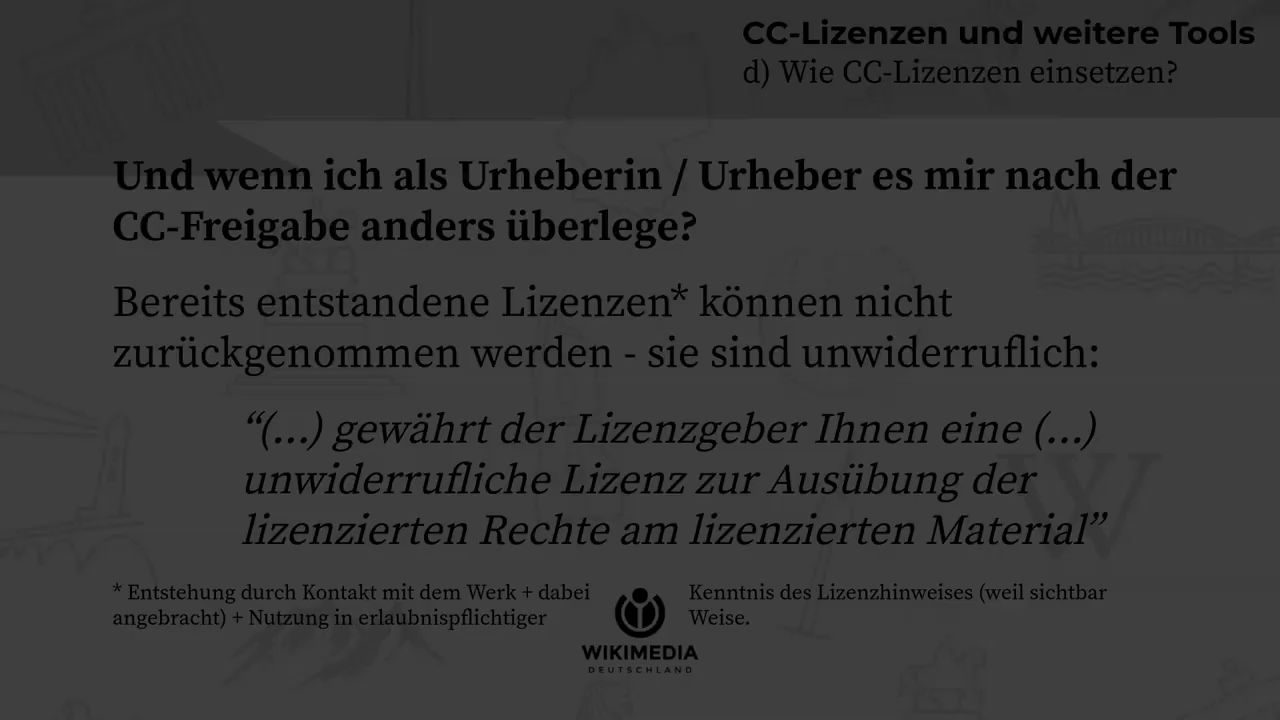 CC-Lizenzen und weitere Tools
d) Wie CC-Lizenzen einsetzen?
Und wenn ich als Urheberin / Urheber es mir nach der
CC-Freigabe anders überlege?
Bereits entstandene Lizenzen* können nicht
zurückgenommen werden - sie sind unwiderruflich:
“(...) gewährt der Lizenzgeber Ihnen eine (...)
unwiderrufliche Lizenz zur Ausübung der
lizenzierten Rechte am lizenzierten Material”
* Entstehung durch Kontakt mit dem Werk + dabei Kenntnis des Lizenzhinweises (weil sichtbar
angebracht) + Nutzung in erlaubnispflichtiger Weise.
W
WIKIMEDIA
DEUTSCHLAND